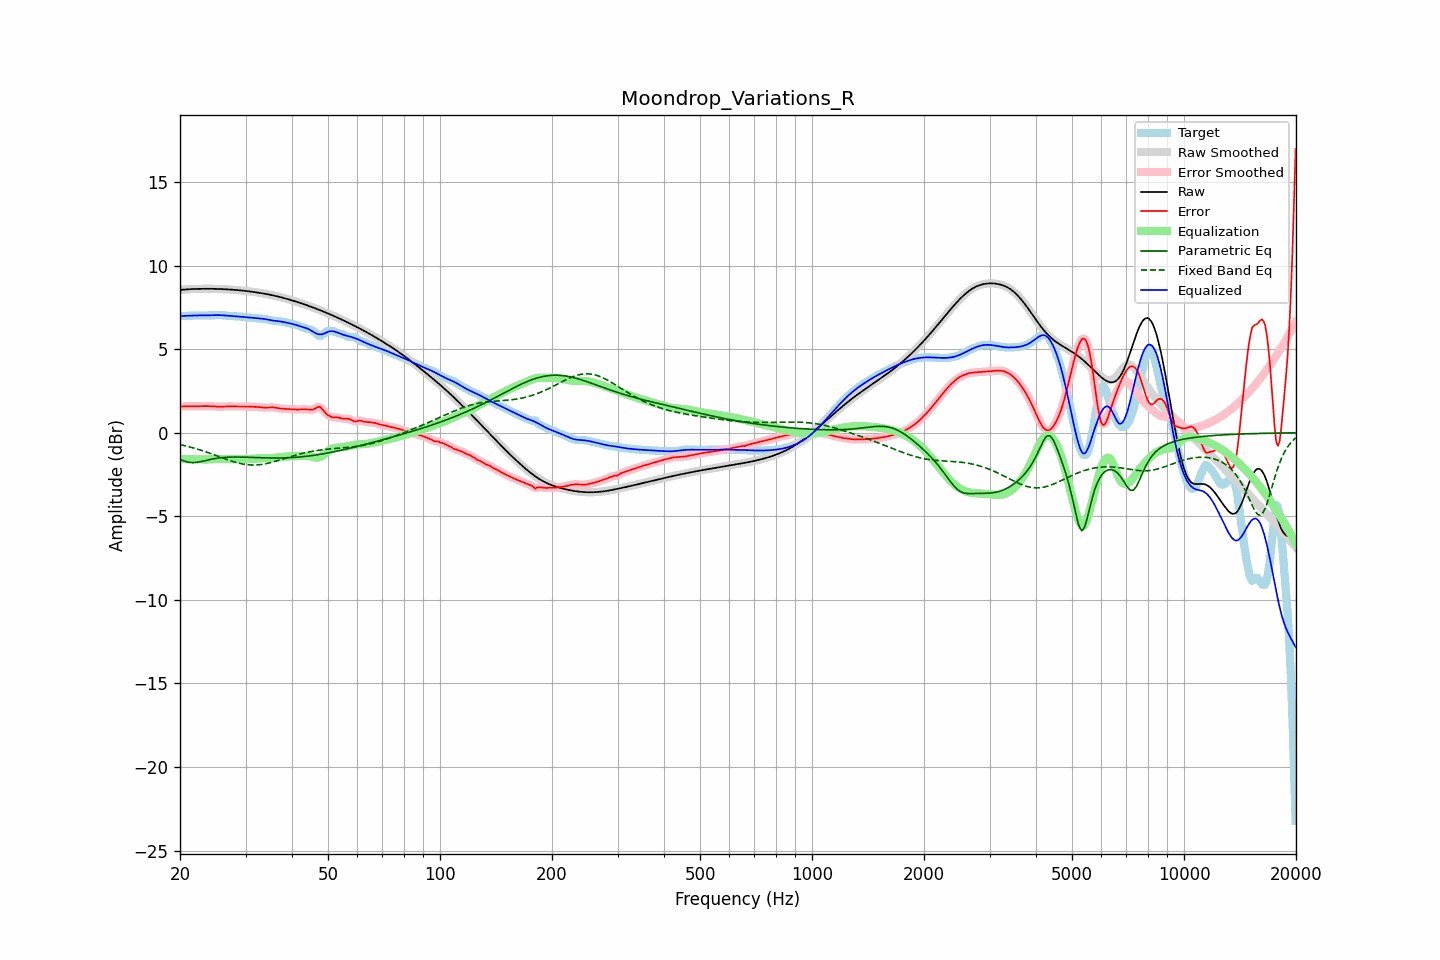 Moondrop_Variations_R
Target
Raw Smoothed
Error Smoothed
Raw
Error
Equalization
Parametric Eq
Fixed Band Eq
Equalized
Amplitude (dBr)
15
10
5
0
−5
−10
−15
−20
−25
20
50
100
200
500
1000
2000
5000
10000
20000
Frequency (Hz)